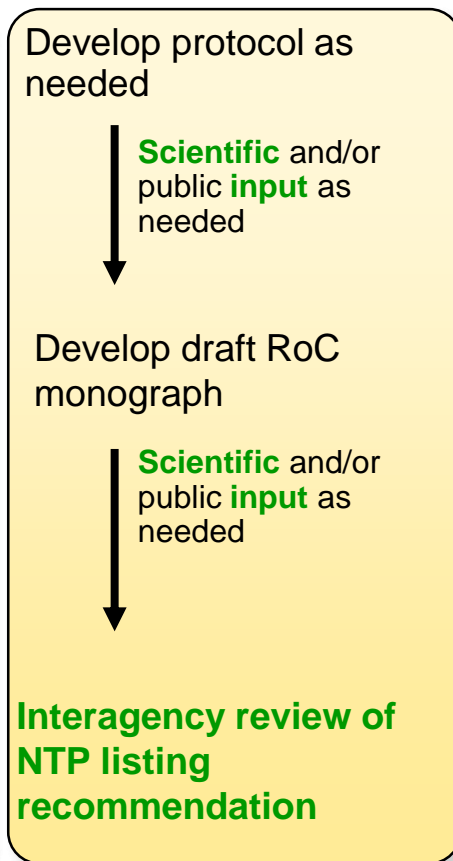 Develop protocol as
needed
Scientific and/or
public input as
needed
Develop draft RoC
monograph
Scientific and/or
public input as
needed
Interagency review of
NTP listing
recommendation